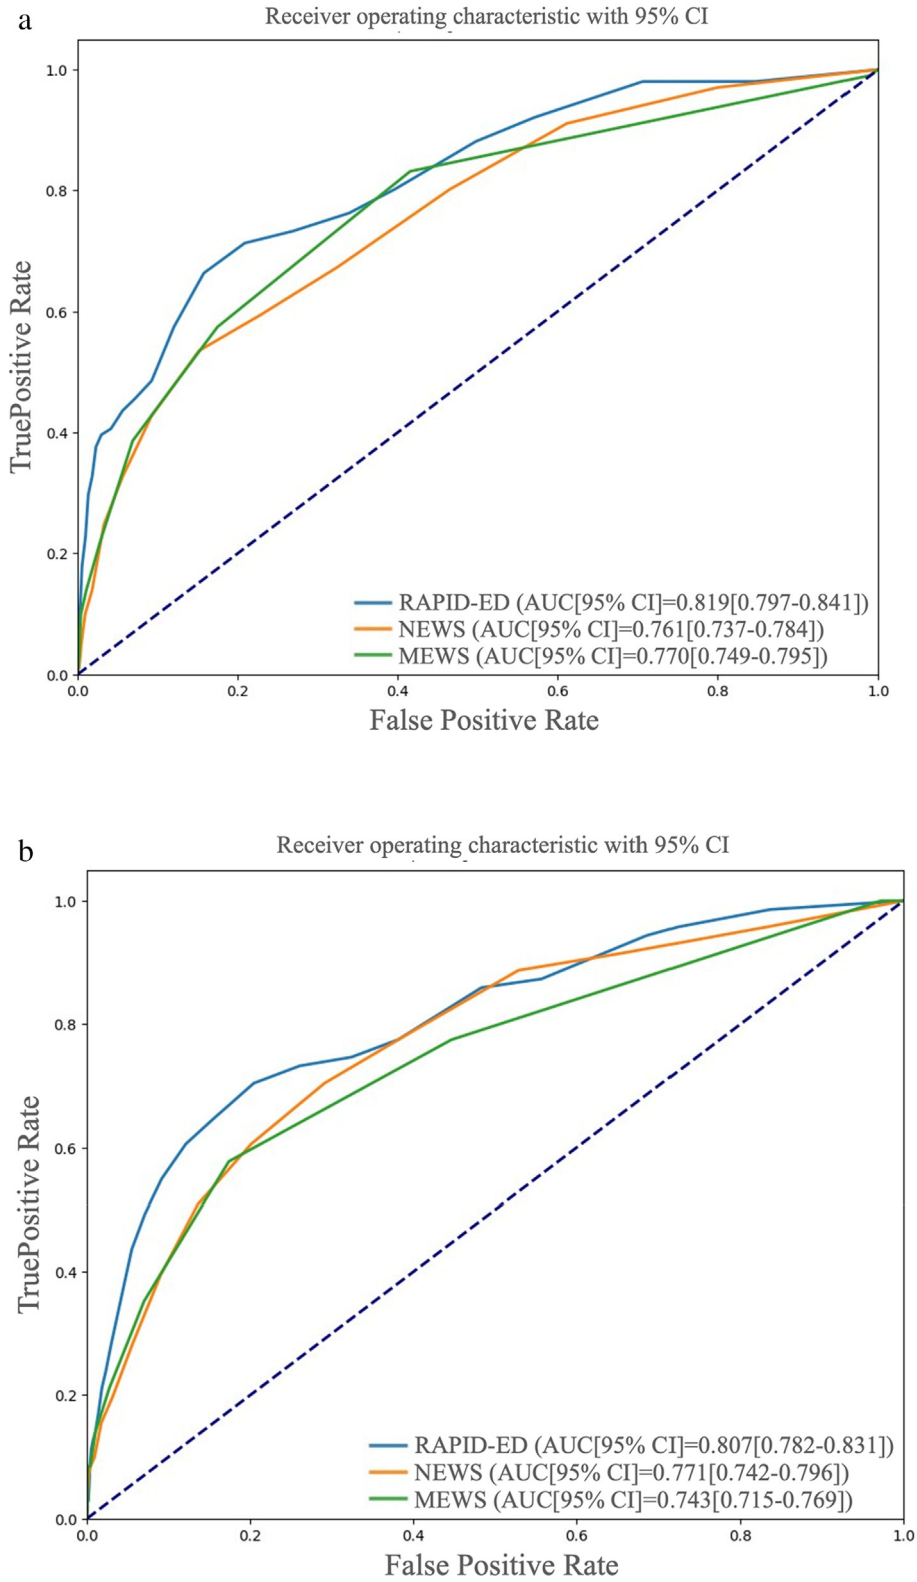 a
Receiver operating characteristic with 95% CI
1.0
0.8
0.6
0.4
0.2
0.0
TruePositive Rate
RAPID-ED (AUC[95% CI]=0.819[0.797-0.841])
NEWS (AUC[95% CI]=0.761[0.737-0.784])
MEWS (AUC[95% CI]=0.770[0.749-0.795])
0.0 0.2 0.4 0.6 0.8 1.0
False Positive Rate
b
Receiver operating characteristic with 95% CI
1.0
0.8
0.6
0.4
0.2
0.0
TruePositive Rate
RAPID-ED (AUC[95% CI]=0.807[0.782-0.831])
NEWS (AUC[95% CI]=0.771[0.742-0.796])
MEWS (AUC[95% CI]=0.743[0.715-0.769])
0.0 0.2 0.4 0.6 0.8 1.0
False Positive Rate